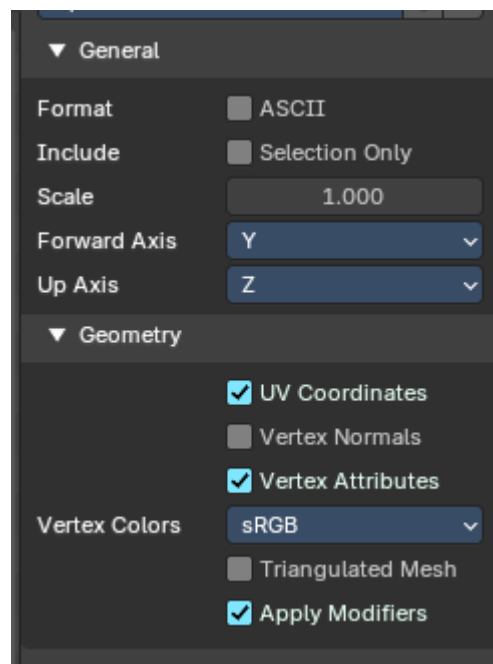 General
Format ASCII
Include Selection Only
Scale 1.000
Forward Axis Y
Up Axis Z
Geometry
UV Coordinates
Vertex Normals
Vertex Attributes
Vertex Colors sRGB
Triangulated Mesh
Apply Modifiers